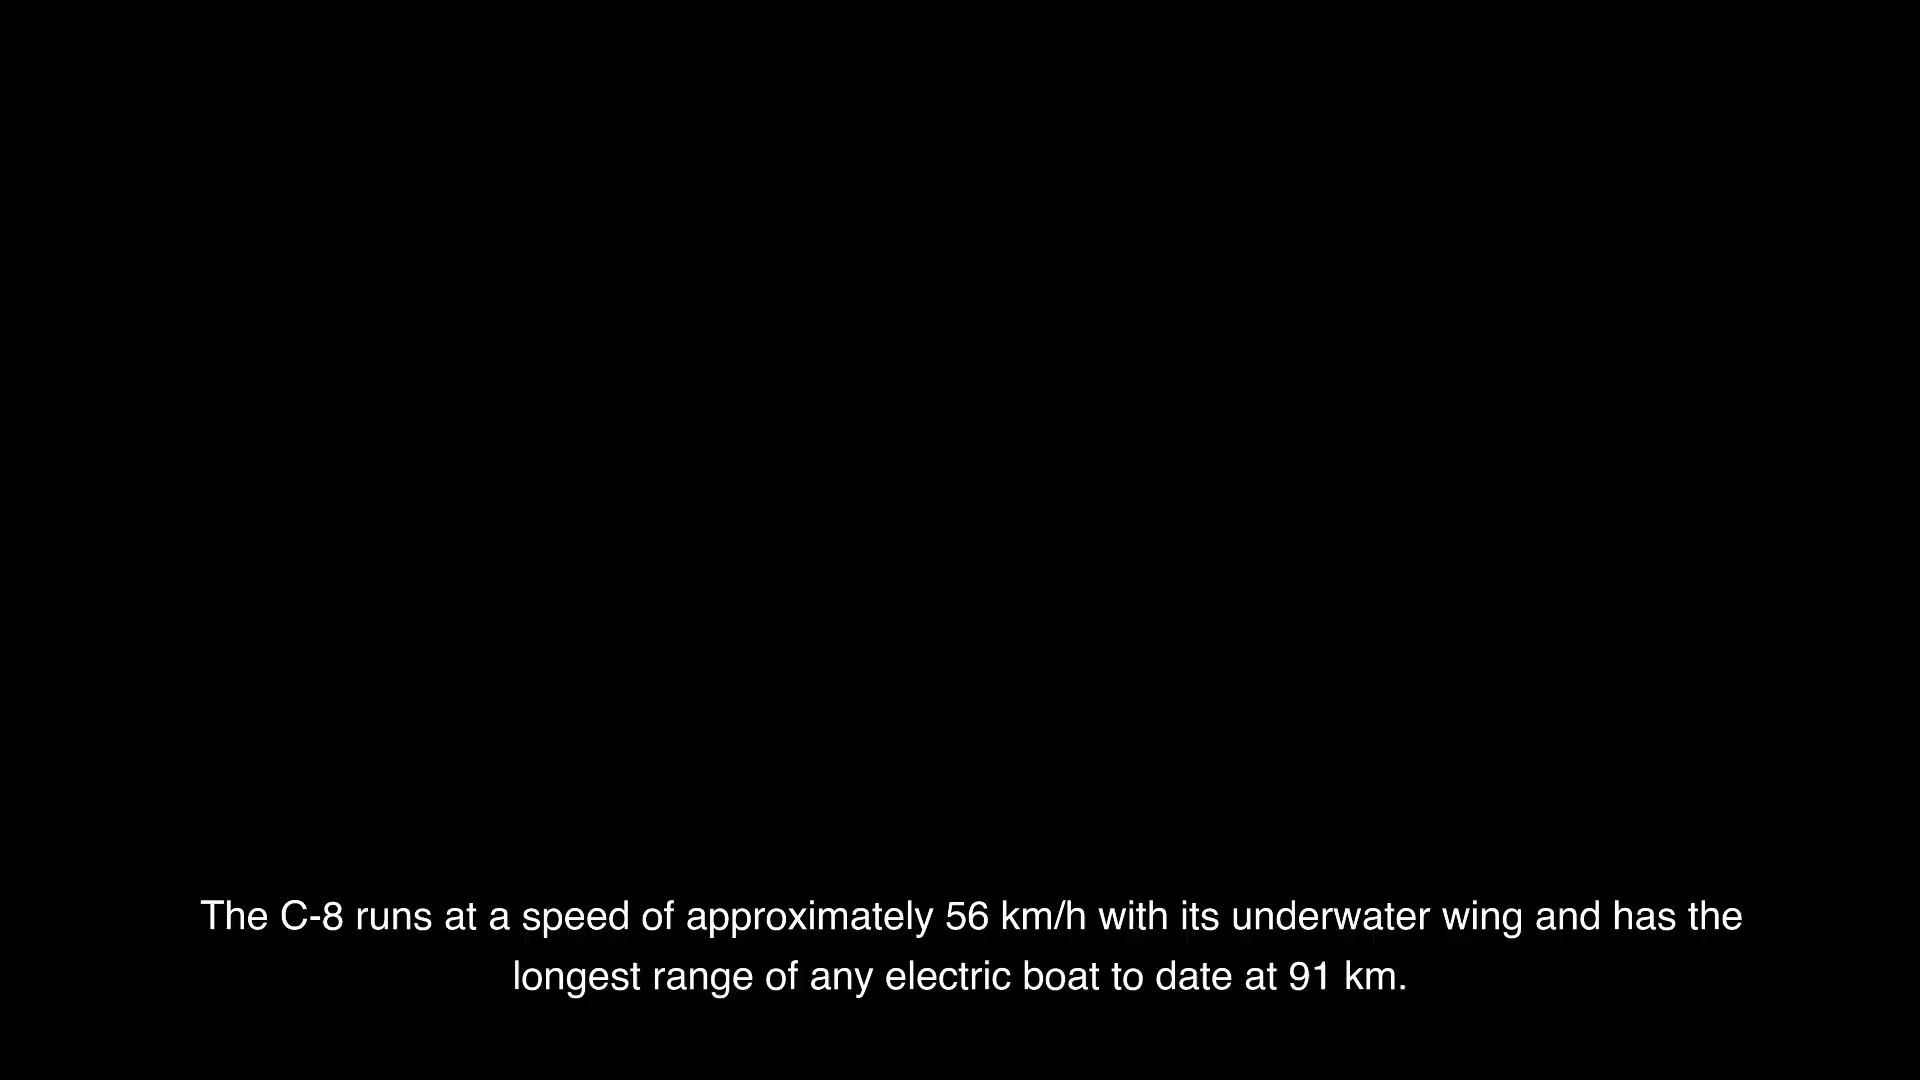 The C-8 runs at a speed of approximately 56 km/h with its underwater wing and has the
longest range of any electric boat to date at 91 km.